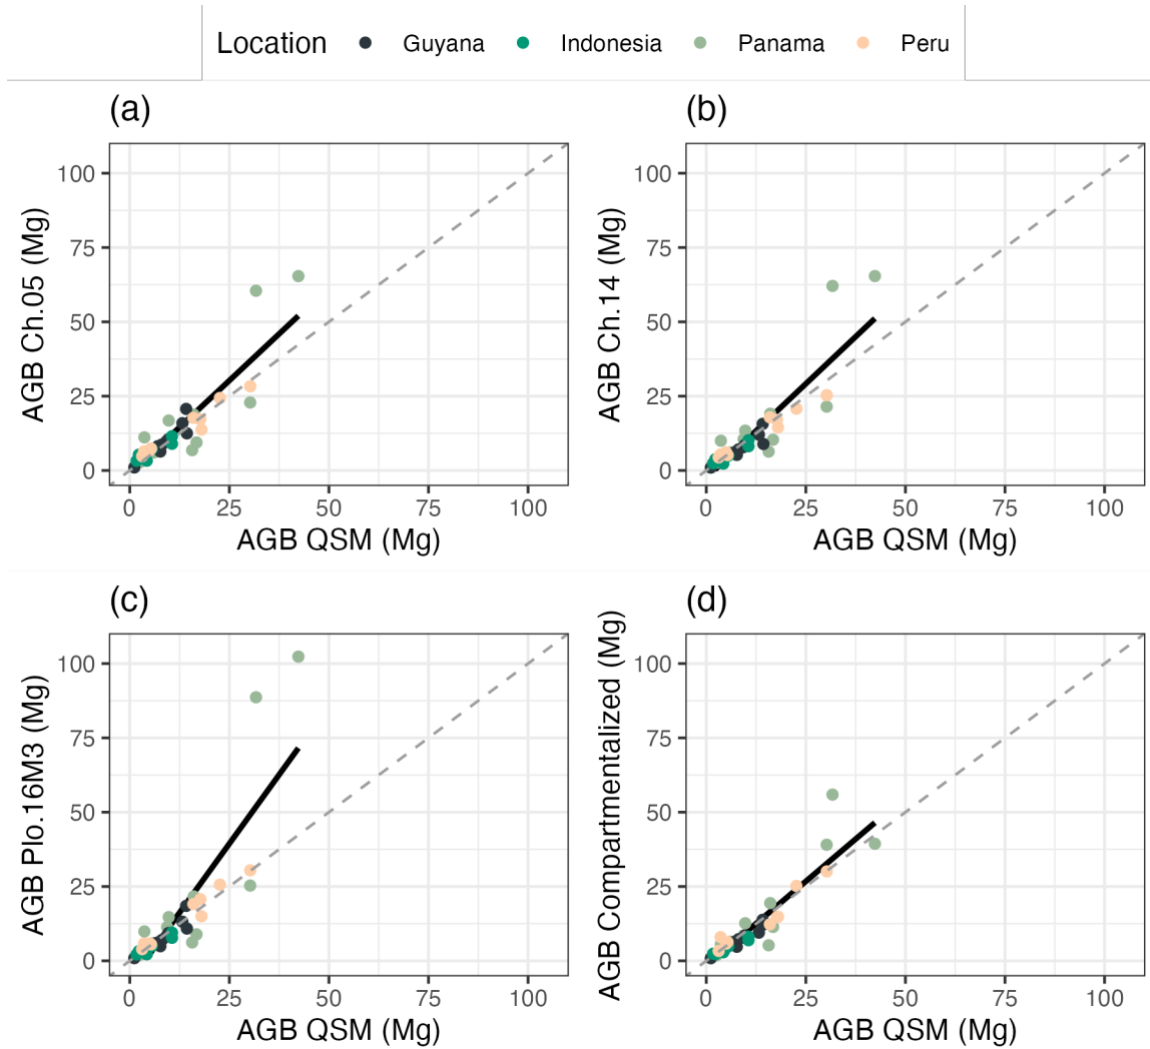 Location Guyana Indonesia Panama Peru
(a)
100
75
50
25
0
0 25 50 75 100
AGB Ch.05 (Mg)
AGB QSM (Mg)
(b)
100
75
50
25
0
0 25 50 75 100
AGB Ch.14 (Mg)
AGB QSM (Mg)
(c)
100
75
50
25
0
0 25 50 75 100
AGB Plo.16M3 (Mg)
AGB QSM (Mg)
(d)
100
75
50
25
0
0 25 50 75 100
AGB Compartmentalized (Mg)
AGB QSM (Mg)